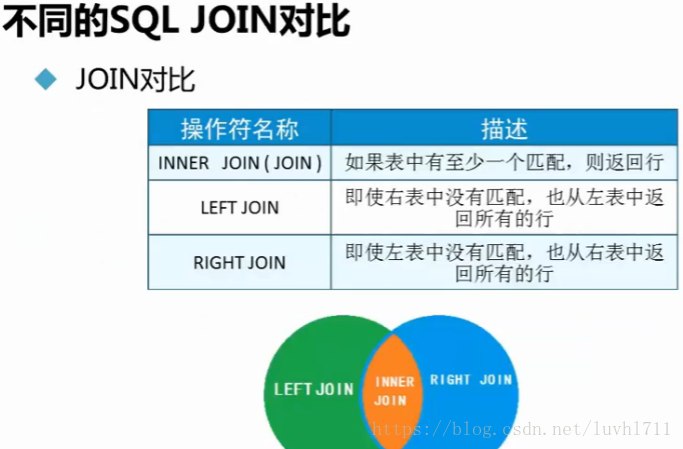 不同的SQL JOIN对比
JOIN对比
操作符名称 描述
INNER JOIN ( JOIN ) 如果表中有至少一个匹配，则返回行
LEFT JOIN 即使右表中没有匹配，也从左表中返
回所有的行
RIGHT JOIN 即使左表中没有匹配，也从右表中返
回所有的行
LEFT JOIN
INNER
JOIN
RIGHT JOIN
https://blog.csdn.net/luvhl711